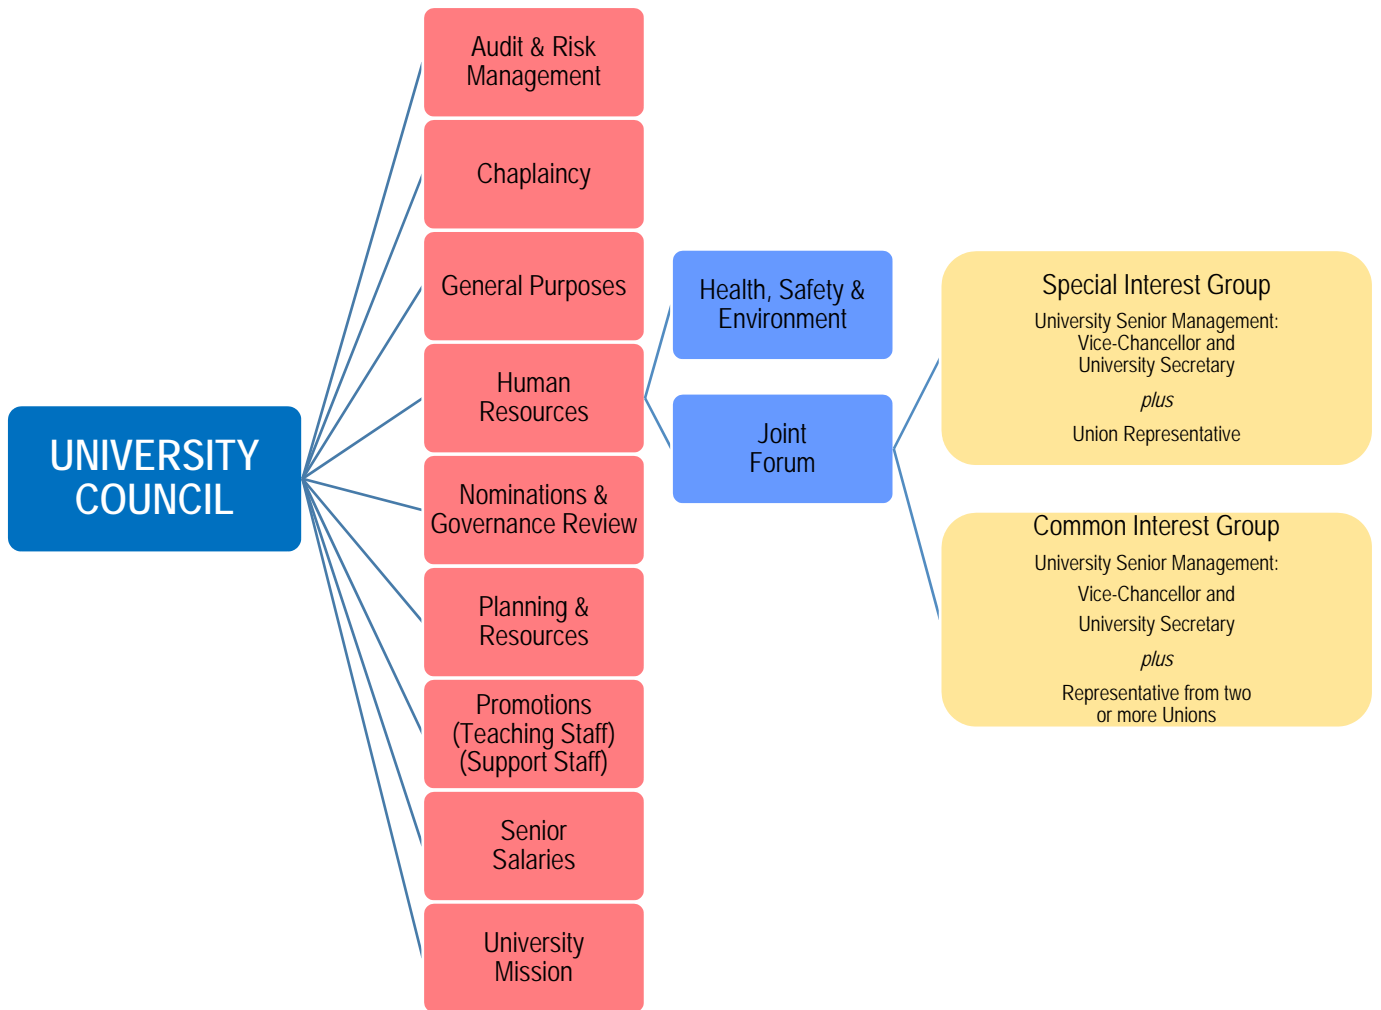 UNIVERSITY
COUNCIL
Audit & Risk
Management
Chaplaincy
General Purposes
Human
Resources
Nominations &
Governance Review
Planning &
Resources
Promotions
(Teaching Staff)
(Support Staff)
Senior
Salaries
University
Mission
Health, Safety &
Environment
Joint
Forum
Special Interest Group
University Senior Management:
Vice-Chancellor and
University Secretary
plus
Union Representative
Common Interest Group
University Senior Management:
Vice-Chancellor and
University Secretary
plus
Representative from two
or more Unions